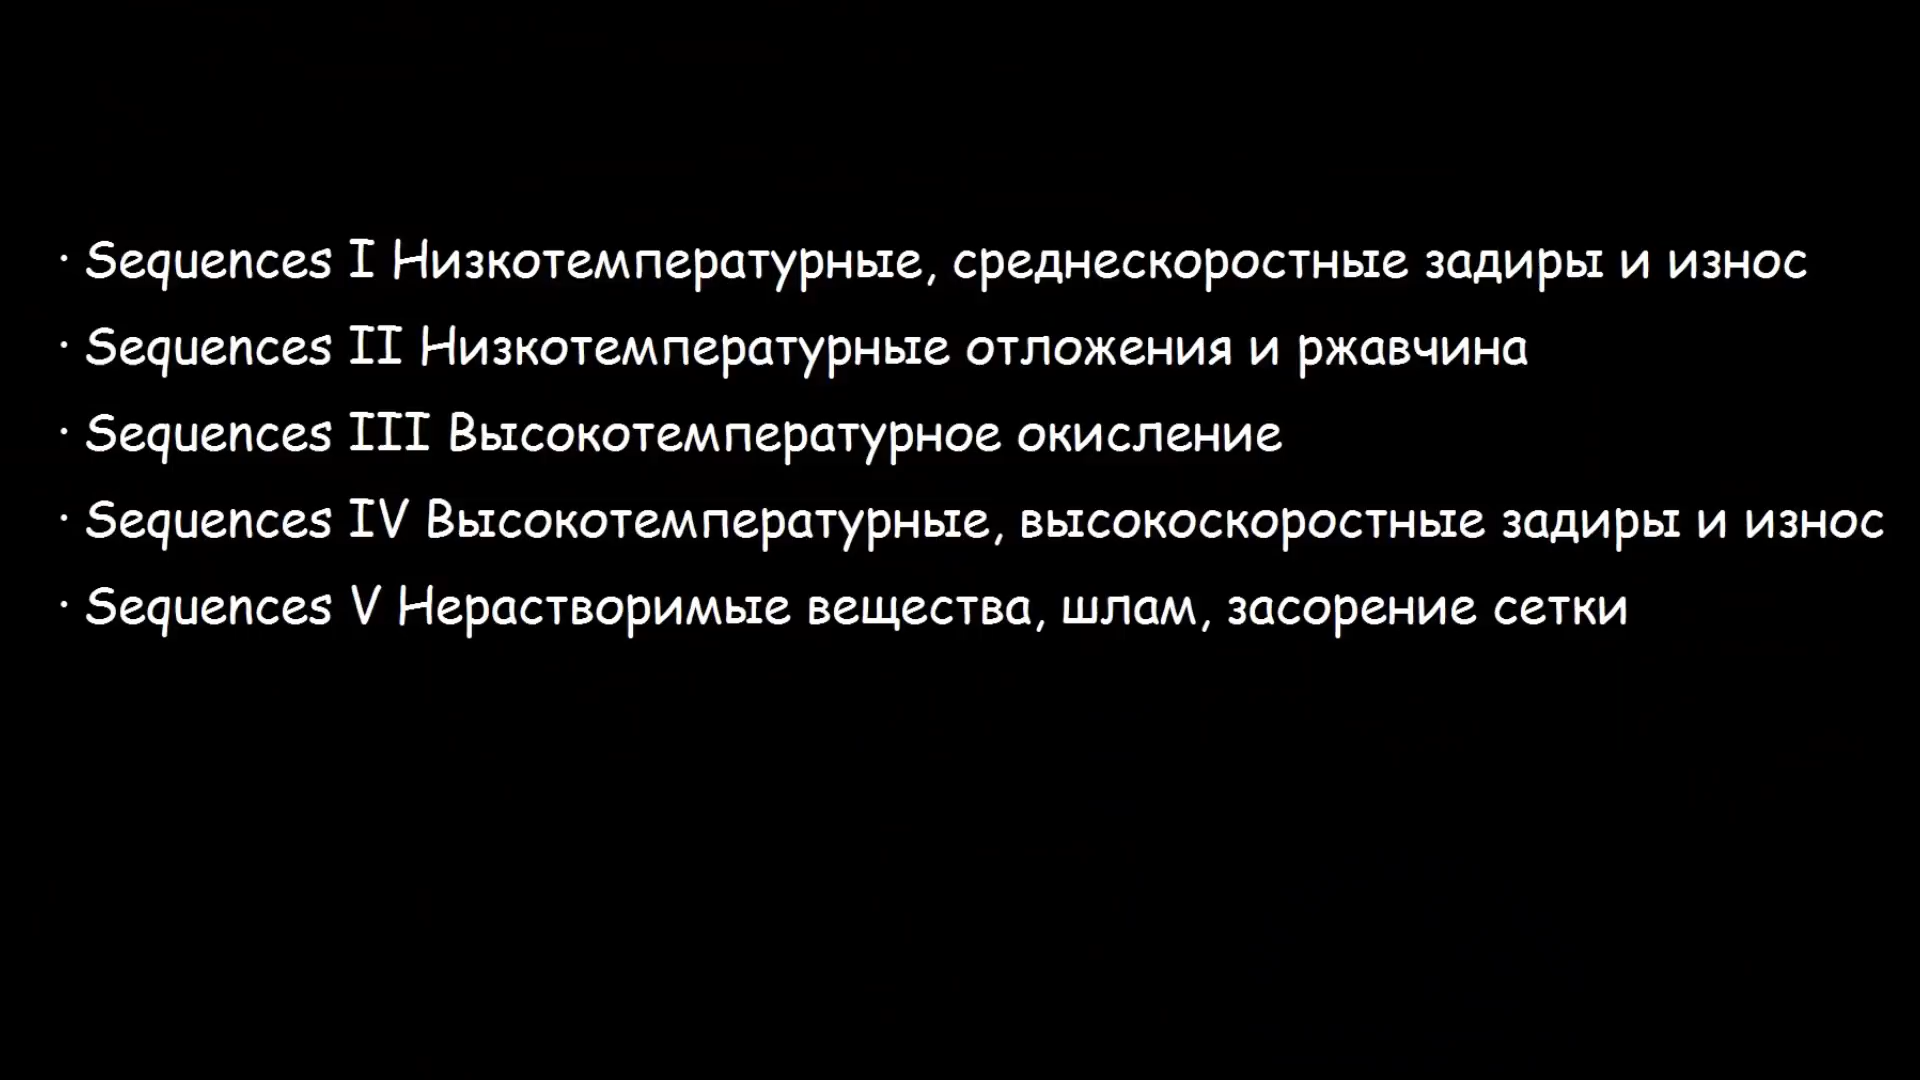 · Sequences I Низкотемпературные, среднескоростные задиры и износ
· Sequences II Низкотемпературные отложения и ржавчина
· Sequences III Высокотемпературное окисление
· Sequences IV Высокотемпературные, высокоскоростные задиры и износ
· Sequences V Нерастворимые вещества, шлам, засорение сетки